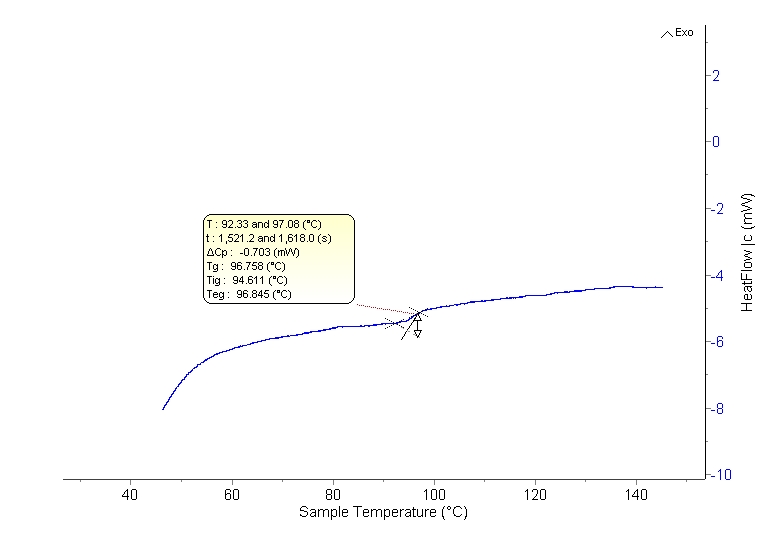 Exo
2
0
-2
-4
-6
-8
-10
HeatFlow |c (mW)
T : 92.33 and 97.08 (°C)
t : 1,521.2 and 1,618.0 (s)
ΔCp : -0.703 (mW)
Tg : 96.758 (°C)
Tig : 94.611 (°C)
Teg : 96.845 (°C)
40 60 80 100 120 140
Sample Temperature (°C)